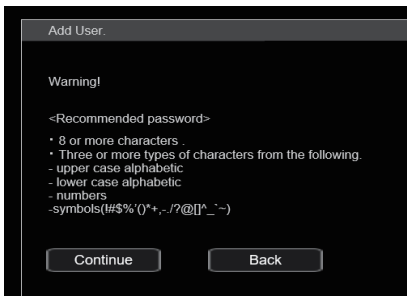 Add User.
Warning!
<Recommended password>
・8 or more characters .
・Three or more types of characters from the following.
- upper case alphabetic
- lower case alphabetic
- numbers
-symbols(!#$%'()*+,-./?@[]^_`~)
Continue
Back